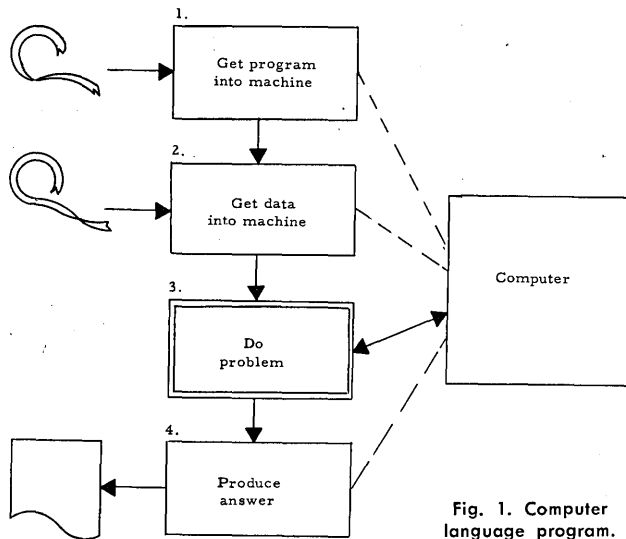 1.
Get program
into machine
2.
Get data
into machine
Computer
3.
Do
problem
4.
Produce
answer
Fig. 1. Computer
language program.